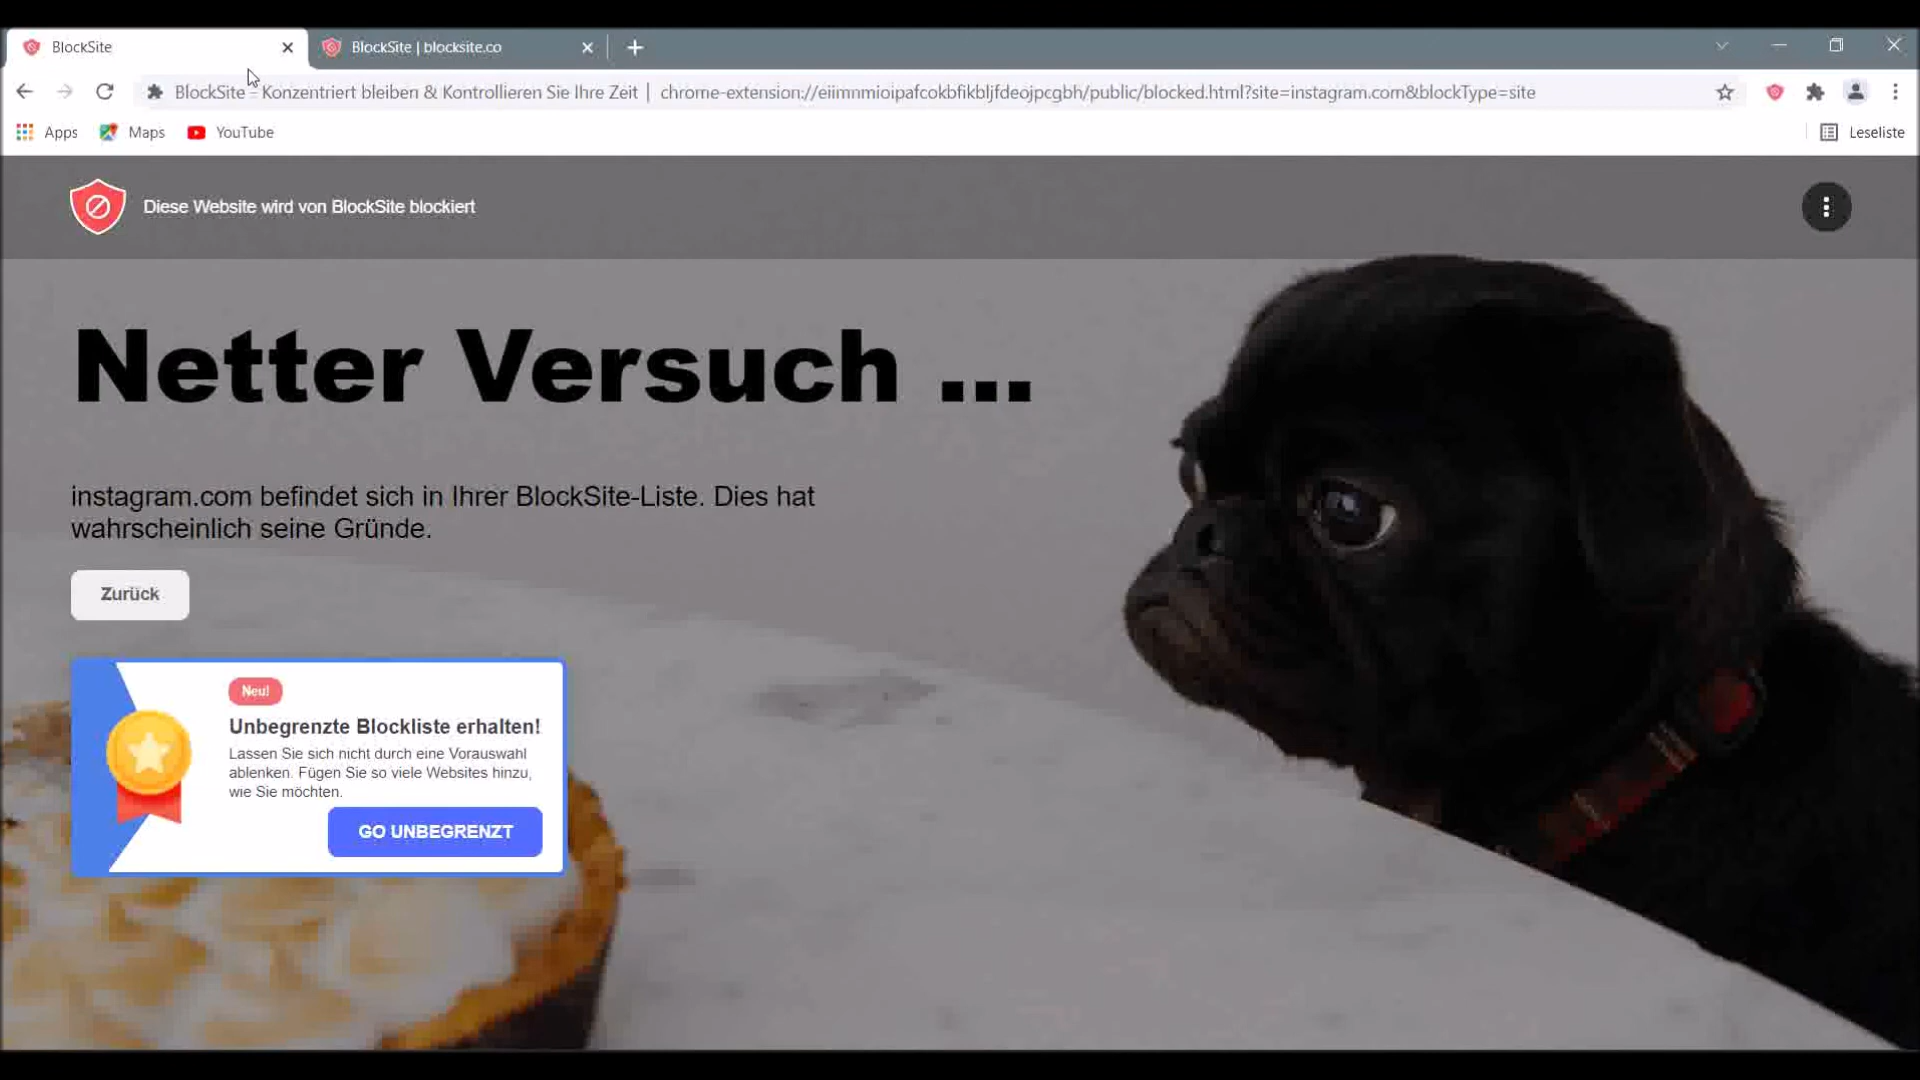 BlockSite
BlockSite | blocksite.co
BlockSite - Konzentriert bleiben & Kontrollieren Sie Ihre Zeit | chrome-extension://eiimnmioipafcokbfikbljfdeojpcgbh/public/blocked.html?site=instagram.com&blockType=site
Apps
Maps
YouTube
Leseliste
Diese Website wird von BlockSite blockiert
Netter Versuch ...
instagram.com befindet sich in Ihrer BlockSite-Liste. Dies hat
wahrscheinlich seine Gründe.
Zurück
Neu!
Unbegrenzte Blockliste erhalten!
Lassen Sie sich nicht durch eine Vorauswahl
ablenken. Fügen Sie so viele Websites hinzu,
wie Sie möchten.
GO UNBEGRENZT